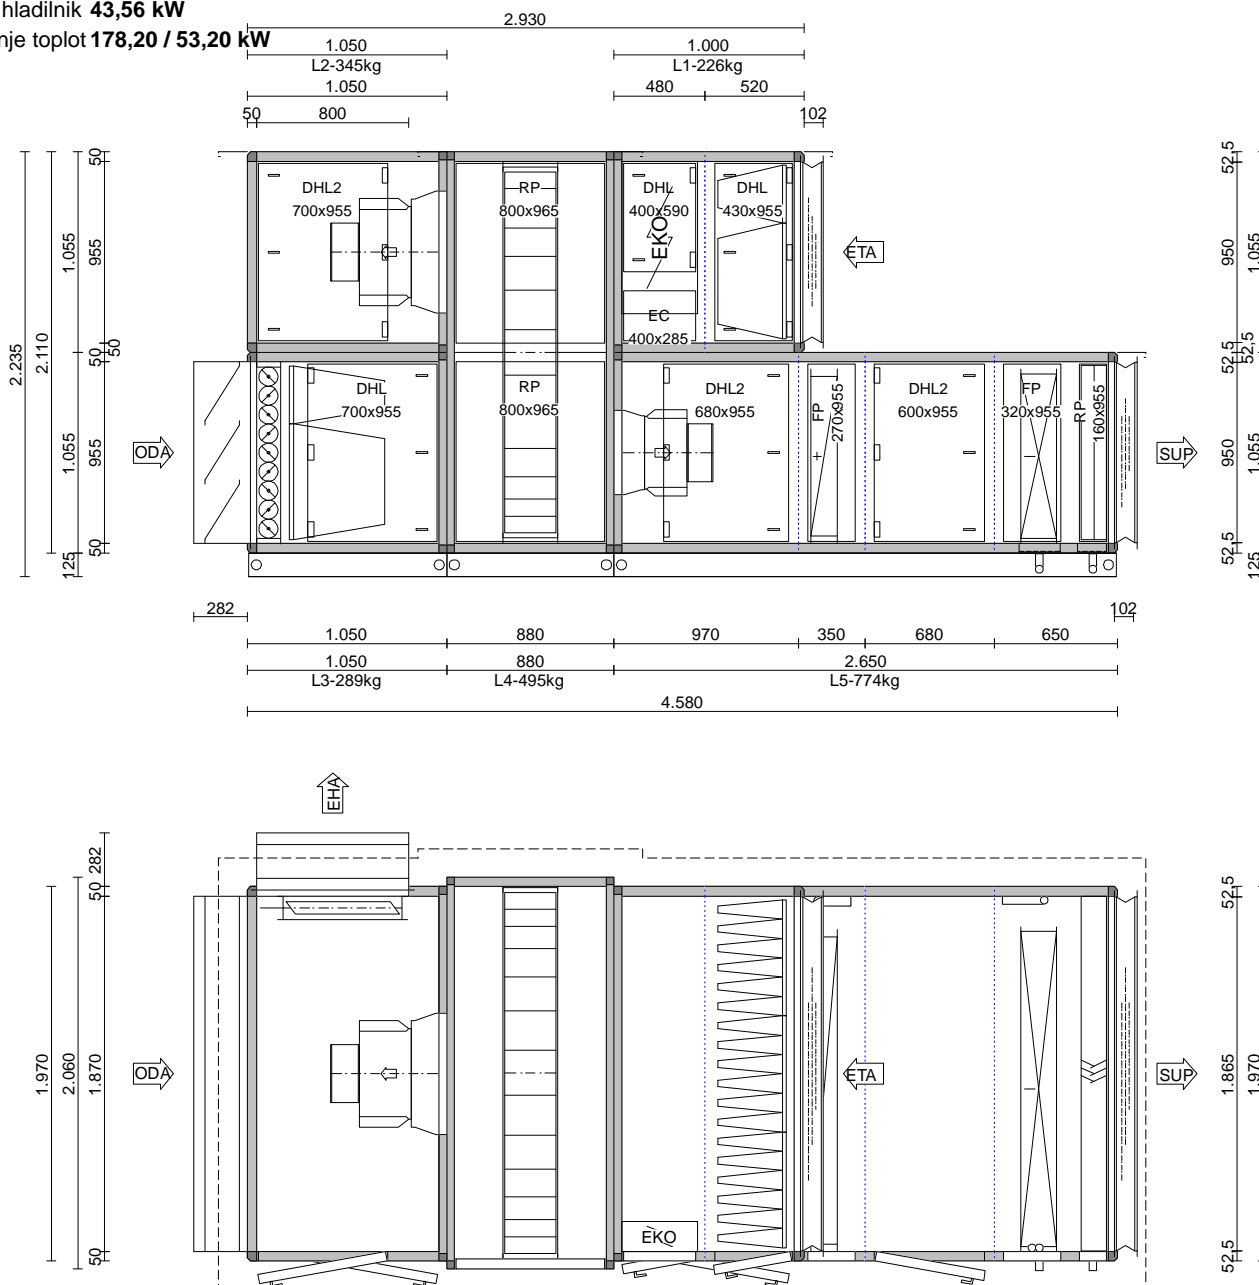 hladilnik 43,56 kW
nje toplot 178,20 / 53,20 kW
2.930
1.050
1.000
L2-345kg
L1-226kg
1.050
480
520
50
800
102
50
52,5
DHL2
700x955
RP
800x965
DHL
400x590
DHL
430x955
EKO
ETA
1.055
955
950
1.055
EC
400x285
2.235
2.110
50
50
50
52,5
52,5
DHL
700x955
RP
800x965
DHL2
680x955
FP
270x955
+
DHL2
600x955
FP
320x955
RP
160x955
ODA
SUP
1.055
955
950
1.055
50
125
52,5
125
282
102
1.050
880
970
350
680
650
1.050
880
2.650
L3-289kg
L4-495kg
L5-774kg
4.580
EHA
282
50
52,5
ODA
ETA
SUP
1.970
2.060
1.870
1.865
1.970
EKO
50
52,5